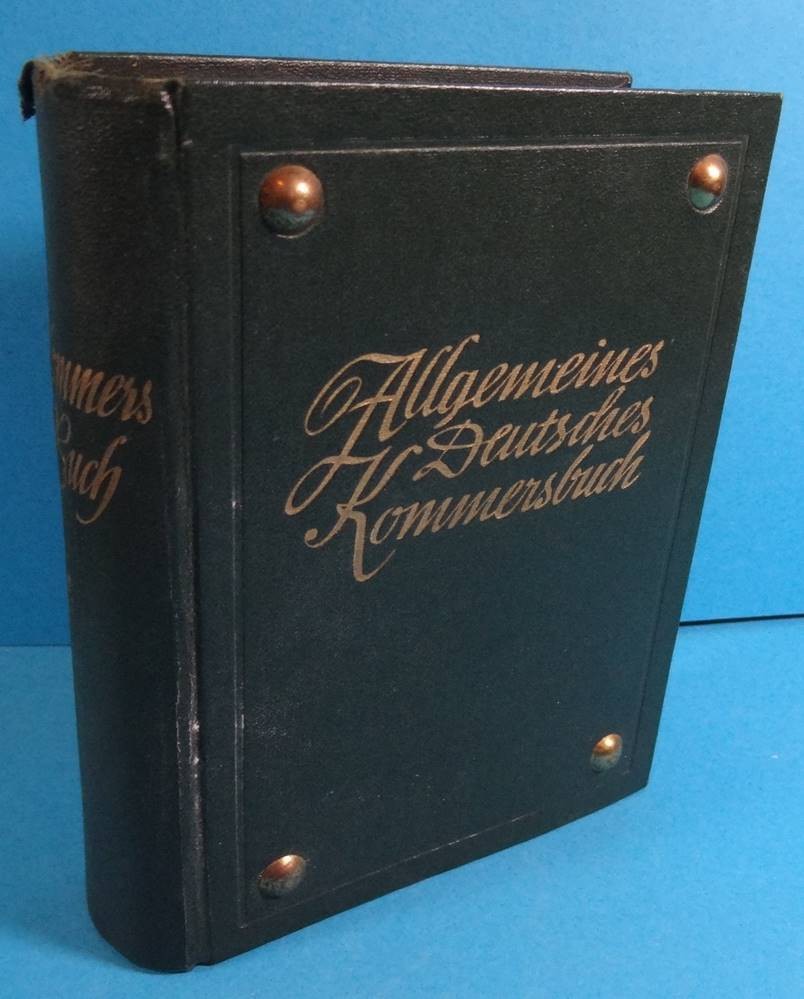 Allgemeines
Deutsches
Kommersbuch
ommers
Buch